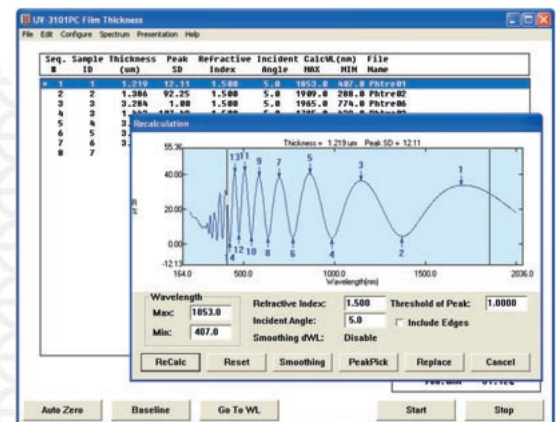 UV-3101PC Film Thickness
File Edit Configure Spectrum Presentation Help
Seq. Sample Thickness Peak Refractive Incident CalcWL(nm) File
# ID (um) SD Index Angle MAX MIN Name
* 1 1 1.219 12.11 1.500 5.0 1853.0 407.0 Phtre01
2 2 1.386 92.25 1.500 5.0 1909.0 288.0 Phtre02
3 3 3.284 1.00 1.500 5.0 1965.0 774.0 Phtre06
4 3
5 4 3.
6 5 3.
7 6 3.
8 7
Recalculation
Thickness = 1.219 um Peak SD = 12.11
55.36
40.00
0.00
-12.13
13 11 9 7 5 3 1
14 12 10 8 6 4 2
164.0 500.0 1000.0 1500.0 2036.0
Wavelength(nm)
Wavelength
Max: 1853.0
Min: 407.0
Refractive Index: 1.500 Threshold of Peak: 1.0000
Incident Angle: 5.0 Include Edges
Smoothing dWL: Disable
ReCalc Reset Smoothing PeakPick Replace Cancel
Auto Zero Baseline Go To WL Start Stop